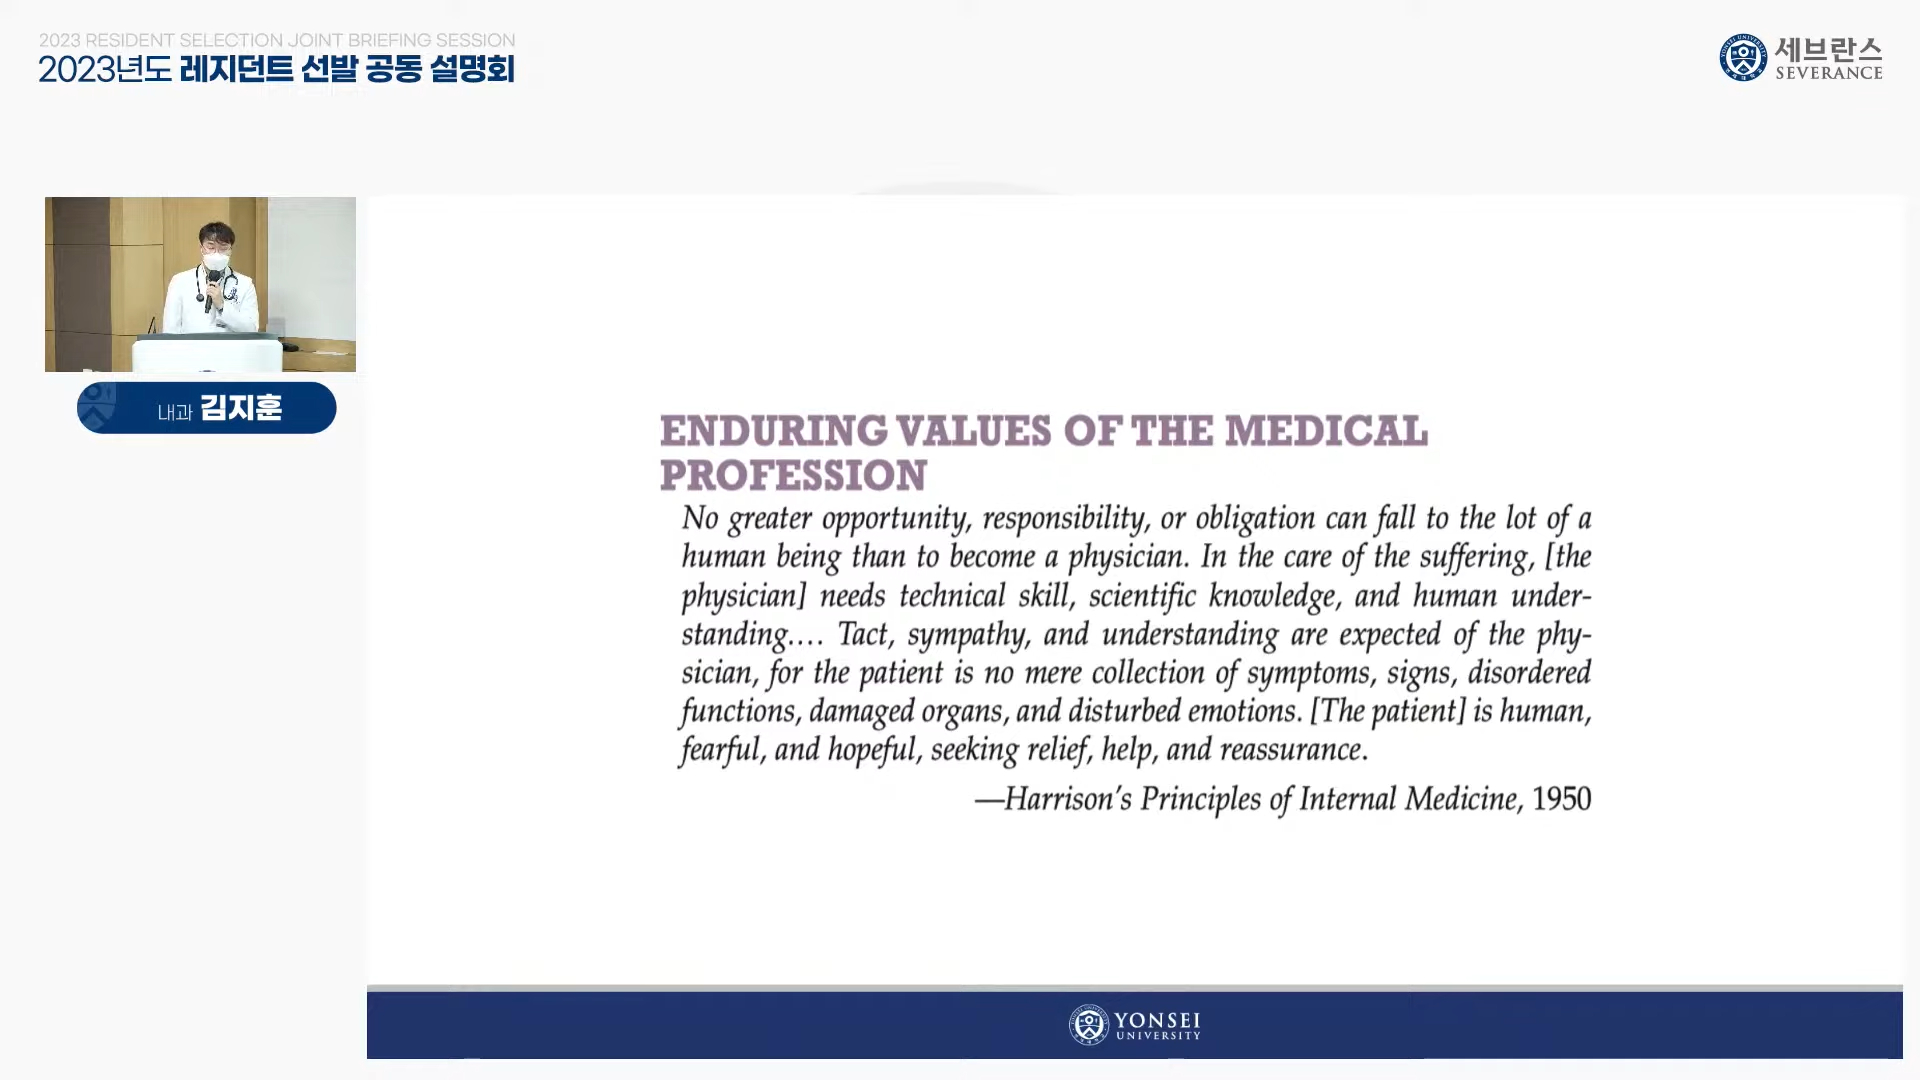 2023 RESIDENT SELECTION JOINT BRIEFING SESSION
2023년도 레지던트 선발 공동 설명회
세브란스
SEVERANCE
내과 김지훈
ENDURING VALUES OF THE MEDICAL
PROFESSION
No greater opportunity, responsibility, or obligation can fall to the lot of a
human being than to become a physician. In the care of the suffering, [the
physician] needs technical skill, scientific knowledge, and human under-
standing.… Tact, sympathy, and understanding are expected of the phy-
sician, for the patient is no mere collection of symptoms, signs, disordered
functions, damaged organs, and disturbed emotions. [The patient] is human,
fearful, and hopeful, seeking relief, help, and reassurance.
—Harrison’s Principles of Internal Medicine, 1950
YONSEI
UNIVERSITY